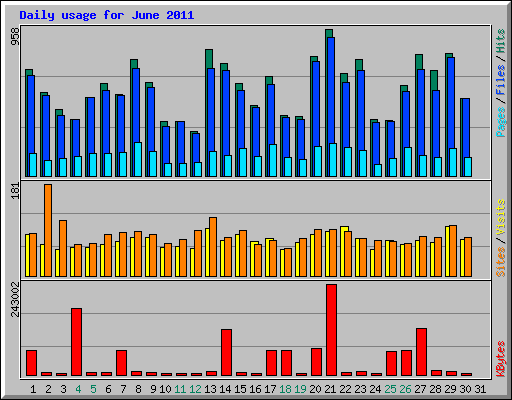 Daily usage for June 2011
958
Pages / Files / Hits
181
Sites / Visits
243002
KBytes
1 2 3 4 5 6 7 8 9 10 11 12 13 14 15 16 17 18 19 20 21 22 23 24 25 26 27 28 29 30 31